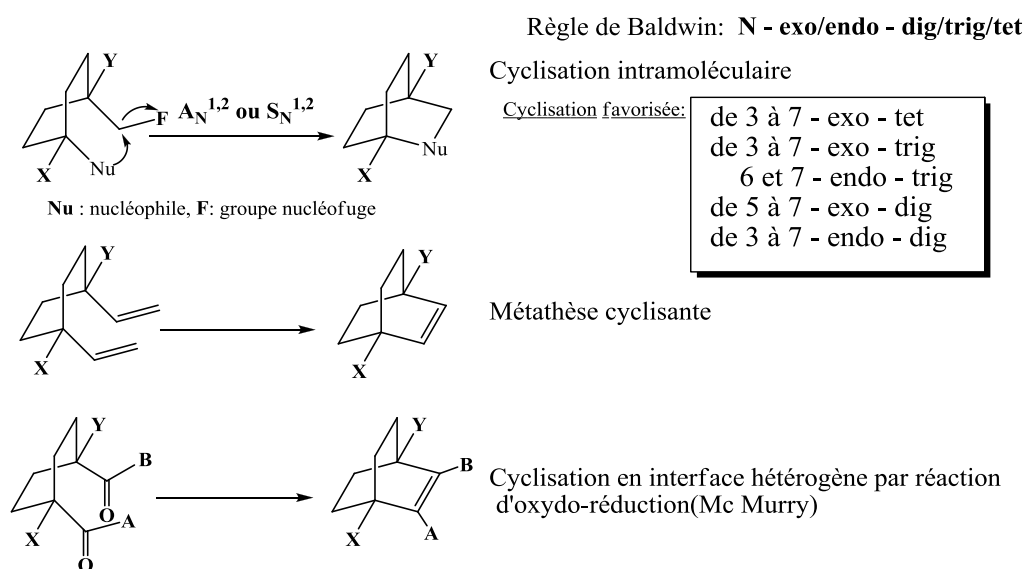 Règle de Baldwin: N - exo/endo - dig/trig/tet
Y
F
X
Nu
A_N^1,2 ou S_N^1,2
Y
X
Nu
Cyclisation intramoléculaire
Cyclisation favorisée:
de 3 à 7 - exo - tet
de 3 à 7 - exo - trig
6 et 7 - endo - trig
de 5 à 7 - exo - dig
de 3 à 7 - endo - dig
Nu : nucléophile, F: groupe nucléofuge
Y
X
Y
X
Métathèse cyclisante
Y
B
O
A
X
O
Y
B
X
A
Cyclisation en interface hétérogène par réaction
d'oxydo-réduction(Mc Murry)